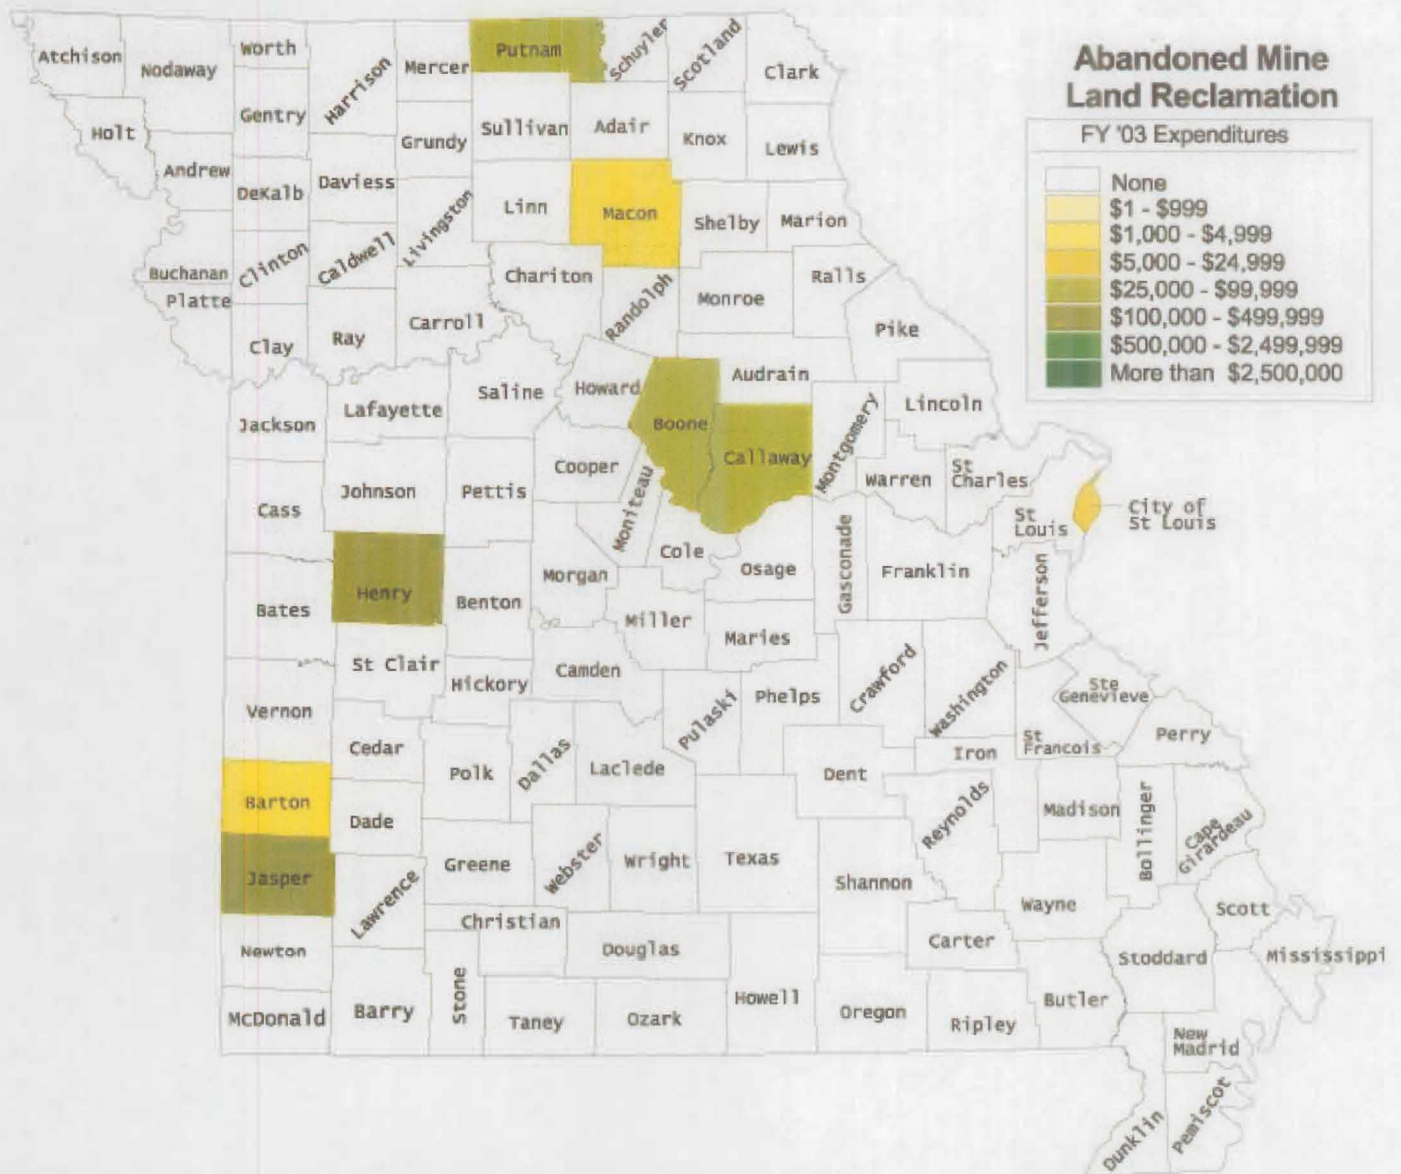 Abandoned Mine
Land Reclamation
FY '03 Expenditures
None
$1 - $999
$1,000 - $4,999
$5,000 - $24,999
$25,000 - $99,999
$100,000 - $499,999
$500,000 - $2,499,999
More than $2,500,000
Atchison
Nodaway
Worth
Harrison
Mercer
Putnam
Schuyler
Scotland
Clark
Holt
Gentry
Grundy
Sullivan
Adair
Knox
Lewis
Andrew
DeKalb
Daviess
Livingston
Linn
Macon
Shelby
Marion
Buchanan
Clinton
Caldwell
Chariton
Randolph
Monroe
Ralls
Platte
Clay
Ray
Carroll
Pike
Saline
Howard
Boone
Audrain
Jackson
Lafayette
Callaway
Montgomery
Lincoln
Cooper
Moniteau
Warren
St
Charles
Cass
Johnson
Pettis
St
Louis
City of
St Louis
Cole
Morgan
Osage
Gasconade
Franklin
Jefferson
Bates
Henry
Benton
Miller
Maries
St Clair
Hickory
Camden
Pulaski
Phelps
Crawford
Washington
Ste
Genevieve
Vernon
Cedar
Polk
Dallas
Laclede
Dent
Iron
St
Francois
Perry
Barton
Dade
Reynolds
Madison
Bollinger
Cape
Girardeau
Jasper
Lawrence
Greene
Webster
Wright
Texas
Shannon
Wayne
Scott
Christian
Newton
Douglas
Carter
Stoddard
Mississippi
McDonald
Barry
Stone
Taney
Ozark
Howell
Oregon
Ripley
Butler
New
Madrid
Dunklin
Pemiscot